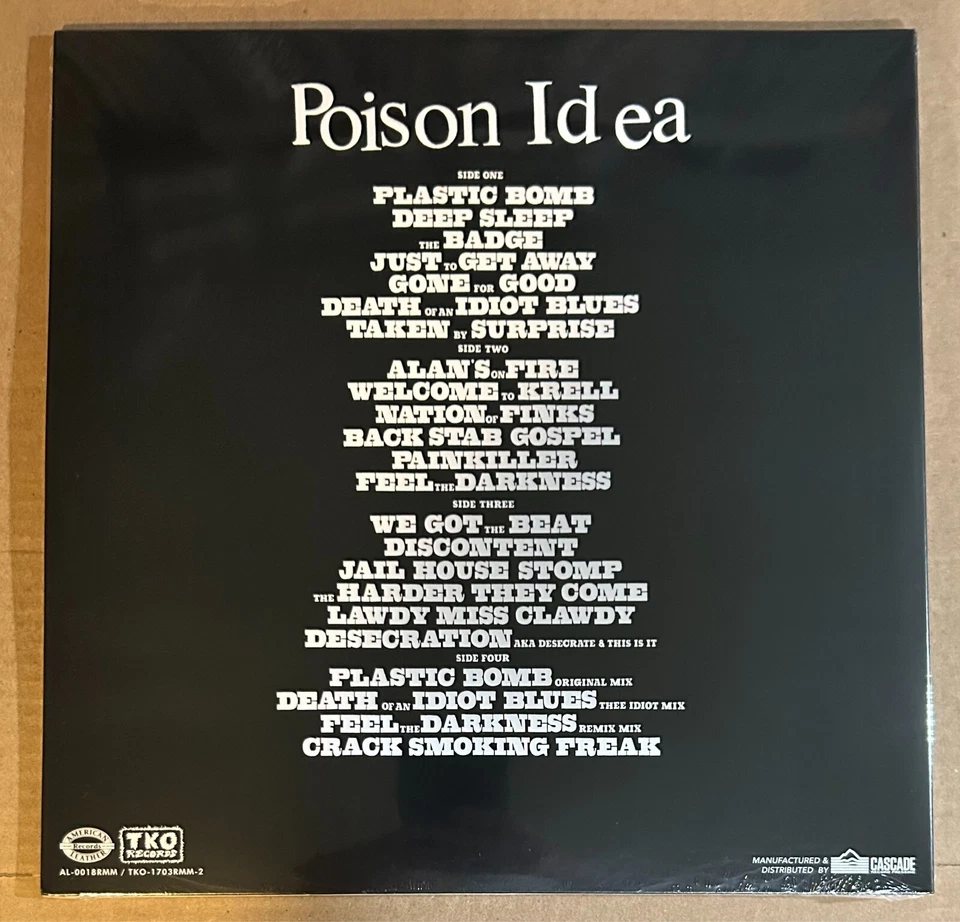 Poison Idea
SIDE ONE
PLASTIC BOMB
DEEP SLEEP
THE BADGE
JUST TO GET AWAY
GONE FOR GOOD
DEATH OF AN IDIOT BLUES
TAKEN BY SURPRISE
SIDE TWO
ALAN'S ON FIRE
WELCOME TO KRELL
NATION OF FINKS
BACK STAB GOSPEL
PAINKILLER
FEEL THE DARKNESS
SIDE THREE
WE GOT THE BEAT
DISCONTENT
JAIL HOUSE STOMP
THE HARDER THEY COME
LAWDY MISS CLAWDY
DESECRATION AKA DESECRATE & THIS IS IT
SIDE FOUR
PLASTIC BOMB ORIGINAL MIX
DEATH OF AN IDIOT BLUES THEE IDIOT MIX
FEEL THE DARKNESS REMIX MIX
CRACK SMOKING FREAK
AMERICAN
Records
LEATHER
TKO
RECORDS
AL-001BRMM / TKO-1703RMM-2
MANUFACTURED &
DISTRIBUTED BY
CASCADE